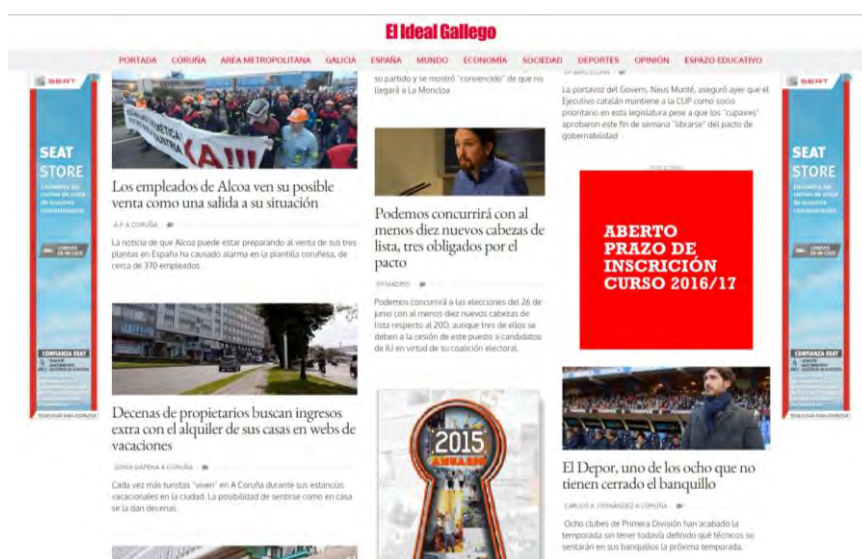 El Ideal Gallego
PORTADA CORUÑA AREA METROPOLITANA GALICIA ESPAÑA MUNDO ECONOMÍA SOCIEDAD DEPORTES OPINIÓN ESPAZO EDUCATIVO
SEAT
SEAT
STORE
CONFIANZA SEAT
KA!!!
Los empleados de Alcoa ven su posible
venta como una salida a su situación
A.P. A CORUÑA
La noticia de que Alcoa puede estar preparando al venta de sus tres
plantas en España ha causado alarma en la plantilla coruñesa, de
cerca de 370 empleados.
Decenas de propietarios buscan ingresos
extra con el alquiler de sus casas en webs de
vacaciones
SONIA DAPENA A CORUÑA
Cada vez más turistas "viven" en A Coruña durante sus estancias
vacacionales en la ciudad. La posibilidad de sentirse como en casa
se la dan decenas.
su partido y se mostró "convencido" de que no
llegará a La Moncloa
Podemos concurrirá con al
menos diez nuevos cabezas de
lista, tres obligados por el
pacto
EP MADRID
Podemos concurrirá a las elecciones del 26 de
junio con al menos diez nuevos cabezas de
lista respecto al 20D, aunque tres de ellos se
deben a la cesión de este puesto a candidatos
de IU en virtud de su coalición electoral.
2015
ANUARIO
La portavoz del Govern, Neus Munté, aseguró ayer que el
Ejecutivo catalán mantiene a la CUP como socio
prioritario en esta legislatura pese a que los "cupaires"
aprobaron este fin de semana "librarse" del pacto de
gobernabilidad
PUBLICIDAD
ABERTO
PRAZO DE
INSCRICIÓN
CURSO 2016/17
El Depor, uno de los ocho que no
tienen cerrado el banquillo
CARLOS A. FERNÁNDEZ A CORUÑA
Ocho clubes de Primera División han acabado la
temporada sin tener todavía definido qué técnicos se
sentarán en sus banquillos la próxima temporada.
SEAT
SEAT
STORE
CONFIANZA SEAT